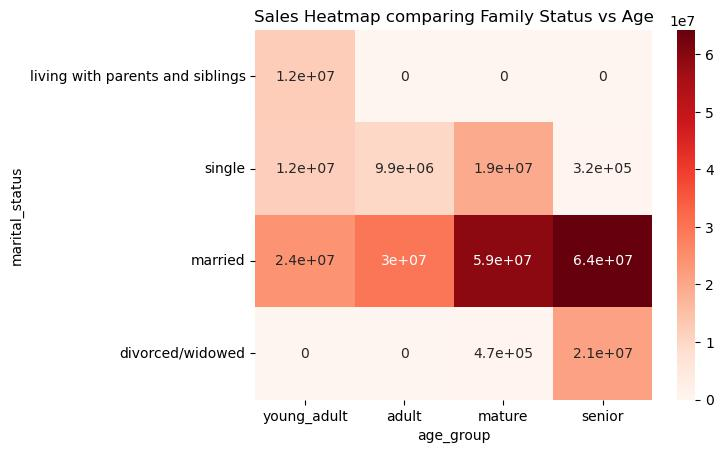 Sales Heatmap comparing Family Status vs Age
1e7
living with parents and siblings 1.2e+07 0 0 0
single 1.2e+07 9.9e+06 1.9e+07 3.2e+05
married 2.4e+07 3e+07 5.9e+07 6.4e+07
divorced/widowed 0 0 4.7e+05 2.1e+07
young_adult adult mature senior
age_group
marital_status
6
5
4
3
2
1
0